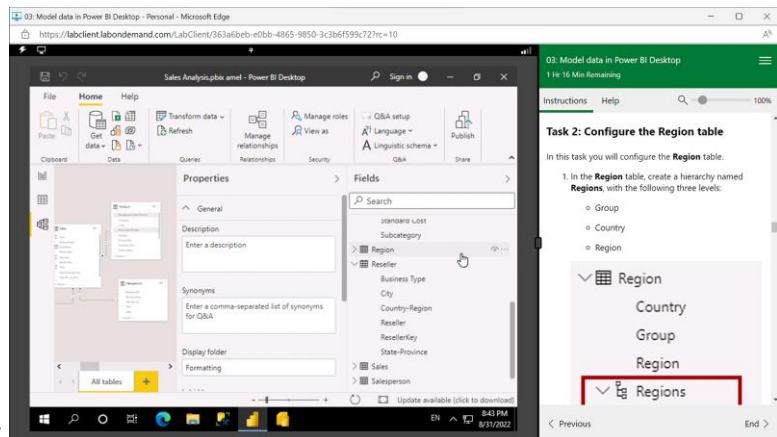 03: Model data in Power BI Desktop - Personal - Microsoft Edge
https://labclient.labondemand.com/LabClient/363a6beb-e0bb-4865-9850-3c3b6f599c72?rc=10
Sales Analysis.pbix amel - Power BI Desktop
Sign in
File
Home
Help
Paste
Get data
Transform data
Refresh
Manage relationships
Manage roles
View as
Q&A setup
Language
Linguistic schema
Publish
Clipboard
Data
Queries
Relationships
Security
Q&A
Share
Properties
General
Description
Enter a description
Synonyms
Enter a comma-separated list of synonyms
for Q&A
Display folder
Formatting
All tables
Fields
Search
Standard Cost
Subcategory
Region
Reseller
Business Type
City
Country-Region
Reseller
ResellerKey
State-Province
Sales
Salesperson
Update available (click to download)
EN
8:43 PM
8/31/2022
03: Model data in Power BI Desktop
1 Hr 16 Min Remaining
Instructions
Help
100%
Task 2: Configure the Region table
In this task you will configure the Region table.
1. In the Region table, create a hierarchy named
Regions, with the following three levels:
Group
Country
Region
Region
Country
Group
Region
Regions
Previous
End